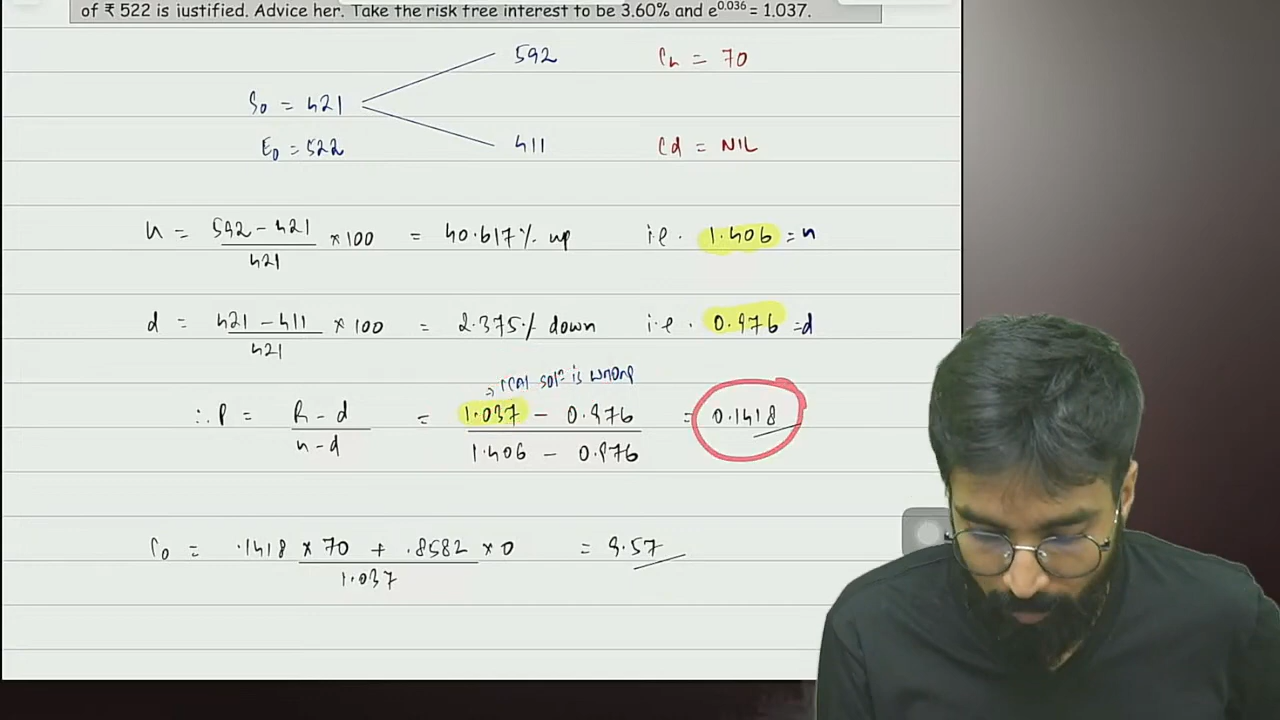 of ₹ 522 is justified. Advice her. Take the risk free interest to be 3.60% and e^0.036 = 1.037.
592 Cu = 70
S0 = 421
E0 = 522 411 Cd = NIL
u = 592 - 421 / 421 × 100 = 40.617% up i.e. 1.406 = u
d = 421 - 411 / 421 × 100 = 2.375% down i.e. 0.976 = d
→ ICAI solⁿ is wrong
∴ P = R - d / u - d = 1.037 - 0.976 / 1.406 - 0.976 = 0.1418
C0 = .1418 × 70 + .8582 × 0 / 1.037 = 9.57